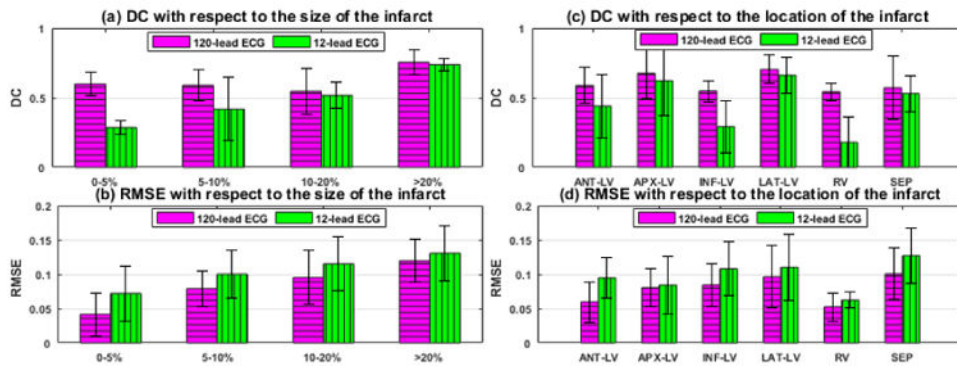 (a) DC with respect to the size of the infarct
1
120-lead ECG
12-lead ECG
DC
0.5
0
0-5%
5-10%
10-20%
>20%
(b) RMSE with respect to the size of the infarct
0.2
120-lead ECG
12-lead ECG
0.15
RMSE
0.1
0.05
0
0-5%
5-10%
10-20%
>20%
(c) DC with respect to the location of the infarct
1
120-lead ECG
12-lead ECG
DC
0.5
0
ANT-LV
APX-LV
INF-LV
LAT-LV
RV
SEP
(d) RMSE with respect to the location of the infarct
0.2
120-lead ECG
12-lead ECG
0.15
RMSE
0.1
0.05
0
ANT-LV
APX-LV
INF-LV
LAT-LV
RV
SEP